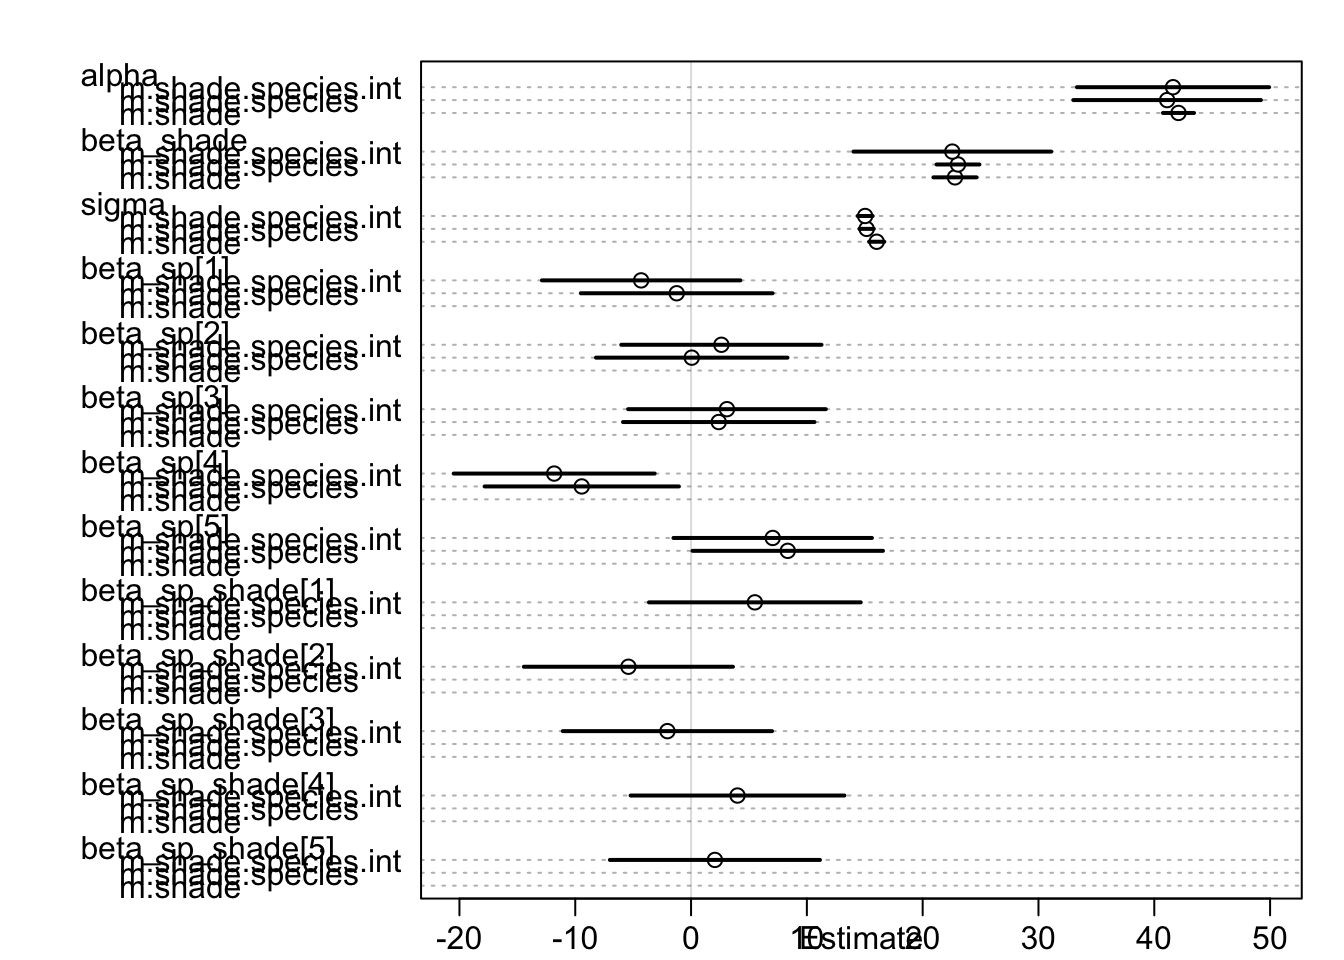 alpha
m.shade.species.int
m.shade.species
m.shade
beta_shade
m.shade.species.int
m.shade.species
m.shade
sigma
m.shade.species.int
m.shade.species
m.shade
beta_sp[1]
m.shade.species.int
m.shade.species
m.shade
beta_sp[2]
m.shade.species.int
m.shade.species
m.shade
beta_sp[3]
m.shade.species.int
m.shade.species
m.shade
beta_sp[4]
m.shade.species.int
m.shade.species
m.shade
beta_sp[5]
m.shade.species.int
m.shade.species
m.shade
beta_sp_shade[1]
m.shade.species.int
m.shade.species
m.shade
beta_sp_shade[2]
m.shade.species.int
m.shade.species
m.shade
beta_sp_shade[3]
m.shade.species.int
m.shade.species
m.shade
beta_sp_shade[4]
m.shade.species.int
m.shade.species
m.shade
beta_sp_shade[5]
m.shade.species.int
m.shade.species
m.shade
-20 -10 0 10 20 30 40 50
Estimate